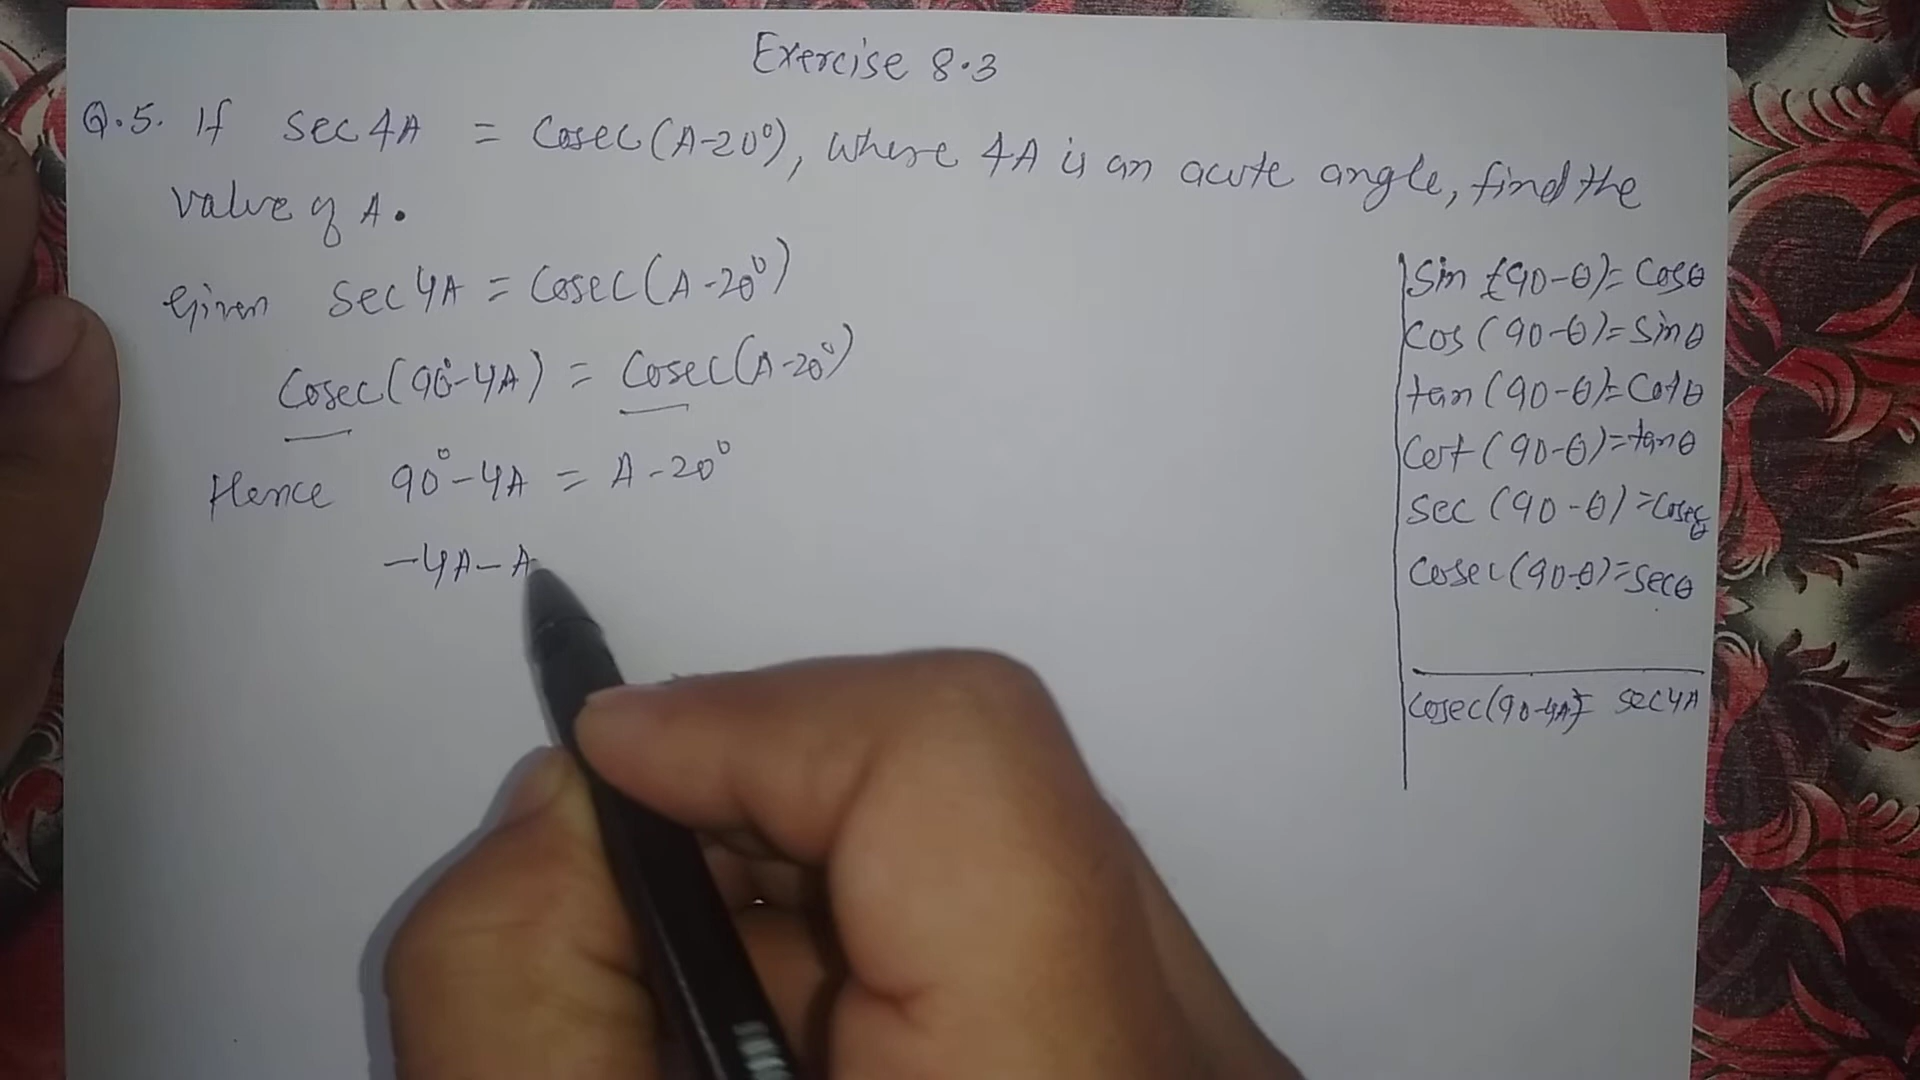 Exercise 8.3
Q.5. If sec 4A = Cosec (A-20°), where 4A is an acute angle, find the
value of A.
Given Sec 4A = Cosec (A-20°)
Cosec (90°-4A) = Cosec (A-20°)
Hence 90°-4A = A-20°
-4A-A
Sin (90-θ)= Cosθ
Cos (90-θ)= Sinθ
tan (90-θ)= Cotθ
Cot (90-θ)= tanθ
Sec (90-θ)= Cosecθ
Cosec (90-θ)= Secθ
Cosec (90-4A)= Sec 4A